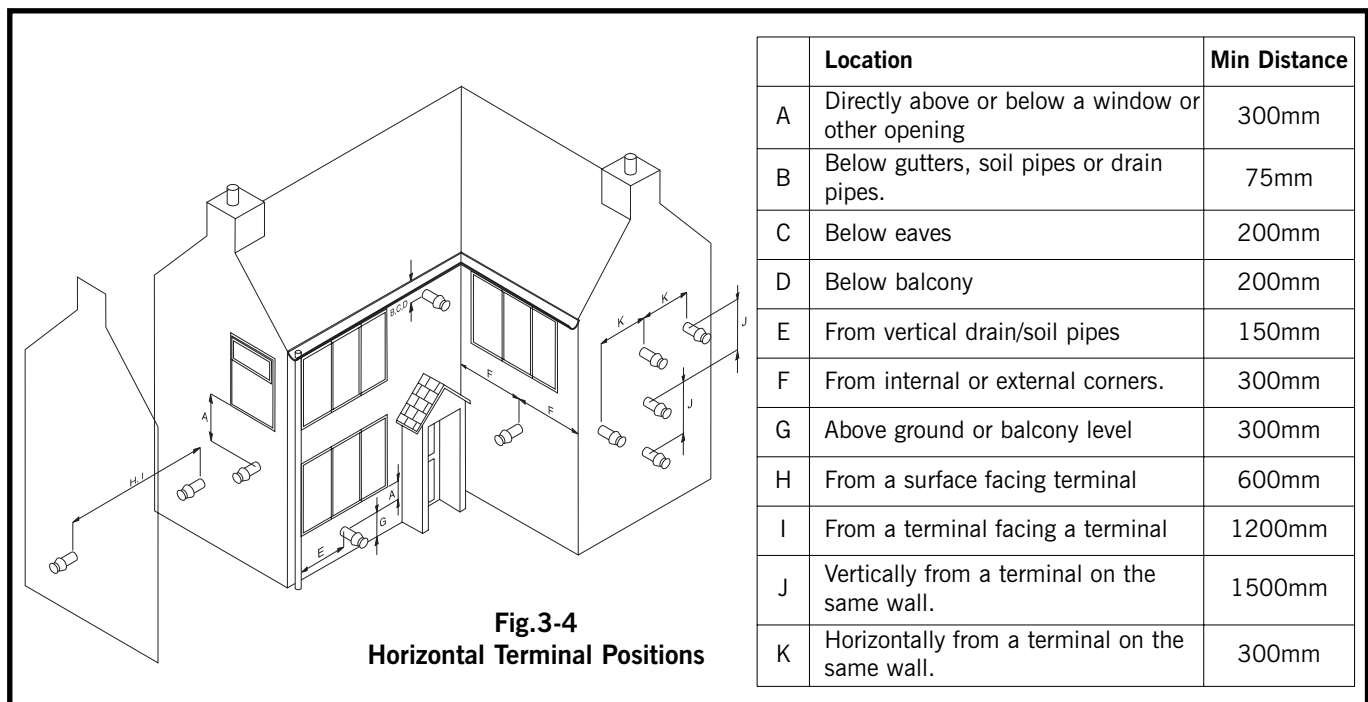 B,C,D
K
K
J
F
F
A
J
H, I
A
G
E
Fig.3-4
Horizontal Terminal Positions
Location Min Distance
A Directly above or below a window or
other opening 300mm
B Below gutters, soil pipes or drain
pipes. 75mm
C Below eaves 200mm
D Below balcony 200mm
E From vertical drain/soil pipes 150mm
F From internal or external corners. 300mm
G Above ground or balcony level 300mm
H From a surface facing terminal 600mm
I From a terminal facing a terminal 1200mm
J Vertically from a terminal on the
same wall. 1500mm
K Horizontally from a terminal on the
same wall. 300mm